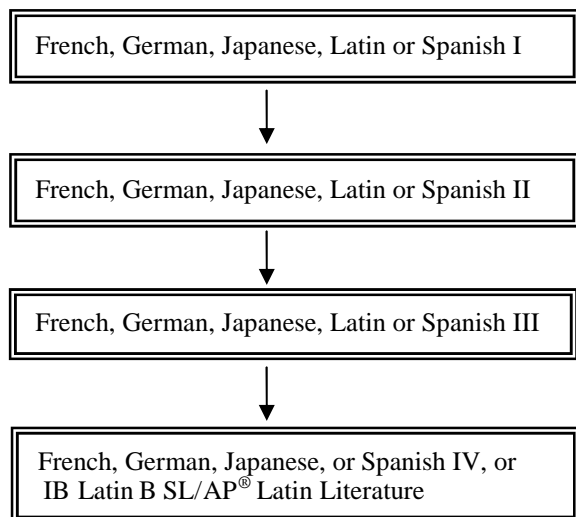 French, German, Japanese, Latin or Spanish I
French, German, Japanese, Latin or Spanish II
French, German, Japanese, Latin or Spanish III
French, German, Japanese, or Spanish IV, or
IB Latin B SL/AP® Latin Literature